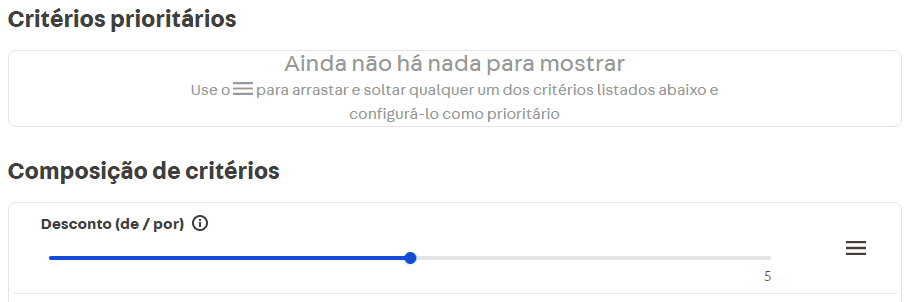 Critérios prioritários
Ainda não há nada para mostrar
Use o para arrastar e soltar qualquer um dos critérios listados abaixo e
configurá-lo como prioritário
Composição de critérios
Desconto (de / por)
5